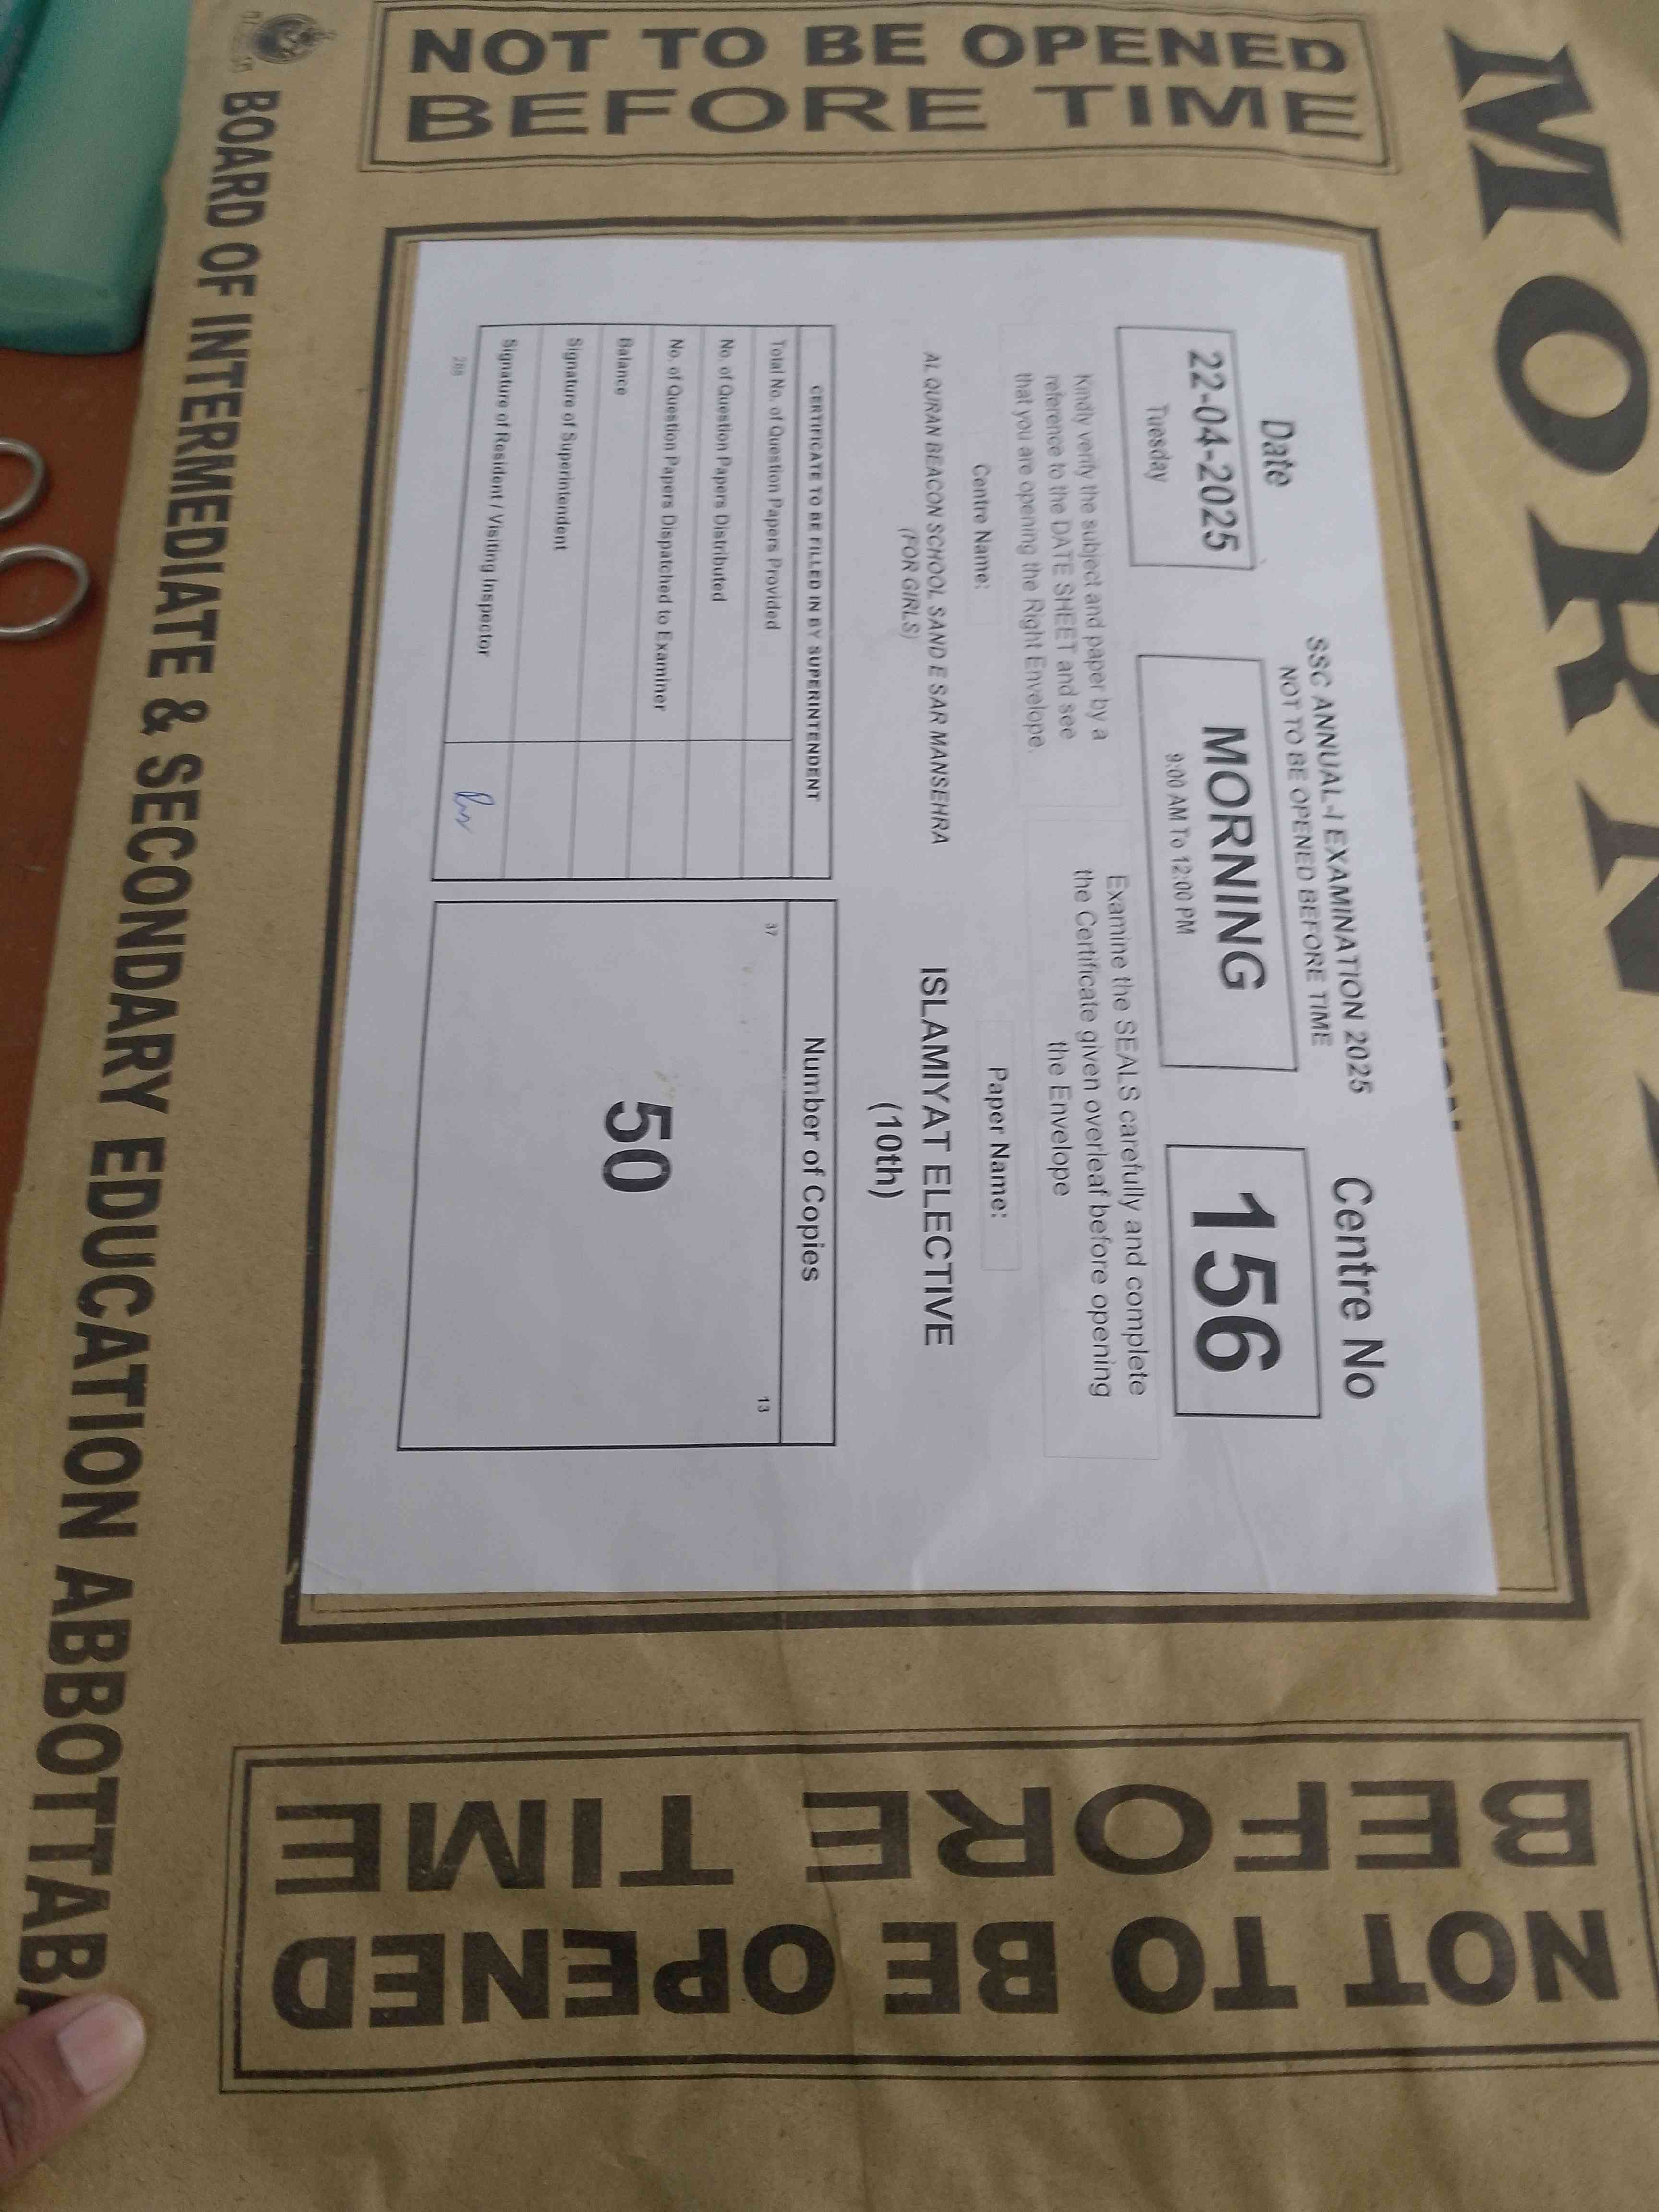 MORN
NOT TO BE OPENED
BEFORE TIME
SSC ANNUAL-I EXAMINATION 2025
NOT TO BE OPENED BEFORE TIME
Date
22-04-2025
Tuesday
MORNING
9:00 AM To 12:00 PM
Centre No
156
Kindly verify the subject and paper by a
reference to the DATE SHEET and see
that you are opening the Right Envelope.
Examine the SEALS carefully and complete
the Certificate given overleaf before opening
the Envelope
Centre Name:
AL QURAN BEACON SCHOOL SAND E SAR MANSEHRA
(FOR GIRLS)
Paper Name:
ISLAMIYAT ELECTIVE
(10th)
CERTIFICATE TO BE FILLED IN BY SUPERINTENDENT
Total No. of Question Papers Provided
No. of Question Papers Distributed
No. of Question Papers Dispatched to Examiner
Balance
Signature of Superintendent
Signature of Resident / Visiting Inspector
288
Number of Copies
37
13
50
NOT TO BE OPENED
BEFORE TIME
BOARD OF INTERMEDIATE & SECONDARY EDUCATION ABBOTTABA